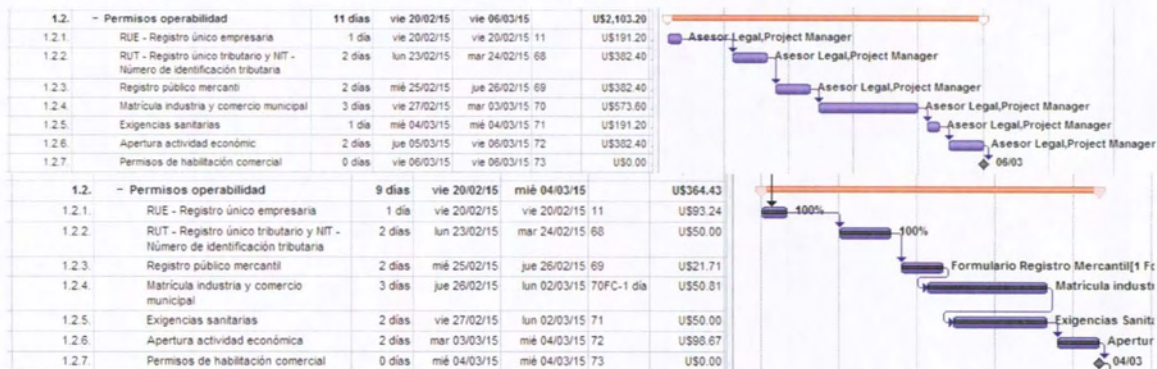 1.2. − Permisos operabilidad 11 días vie 20/02/15 vie 06/03/15 U$2,103.20
1.2.1. RUE - Registro único empresaria 1 día vie 20/02/15 vie 20/02/15 11 U$191.20 Asesor Legal,Project Manager
1.2.2 RUT - Registro único tributario y NIT - 2 días lun 23/02/15 mar 24/02/15 68 U$382.40 Asesor Legal,Project Manager
Número de identificación tributaria
1.2.3. Registro público mercanti 2 días mié 25/02/15 jue 26/02/15 69 U$382.40 Asesor Legal,Project Manager
1.2.4. Matrícula industria y comercio municipal 3 días vie 27/02/15 mar 03/03/15 70 U$573.60 Asesor Legal,Project Manager
1.2.5. Exigencias sanitarias 1 día mié 04/03/15 mié 04/03/15 71 U$191.20 Asesor Legal,Project Manager
1.2.6. Apertura actividad económic 2 días jue 05/03/15 vie 06/03/15 72 U$382.40 Asesor Legal,Project Manager
1.2.7. Permisos de habilitación comercial 0 días vie 06/03/15 vie 06/03/15 73 U$0.00 06/03
1.2. − Permisos operabilidad 9 días vie 20/02/15 mié 04/03/15 U$364.43
1.2.1. RUE - Registro único empresaria 1 día vie 20/02/15 vie 20/02/15 11 U$93.24 100%
1.2.2. RUT - Registro único tributario y NIT - 2 días lun 23/02/15 mar 24/02/15 68 U$50.00 100%
Número de identificación tributaria
1.2.3. Registro público mercantil 2 días mié 25/02/15 jue 26/02/15 69 U$21.71 Formulario Registro Mercantil[1 Fo
1.2.4. Matrícula industria y comercio 3 días jue 26/02/15 lun 02/03/15 70FC-1 día U$50.81 Matrícula industr
municipal
1.2.5. Exigencias sanitarias 2 días vie 27/02/15 lun 02/03/15 71 U$50.00 Exigencias Sanita
1.2.6. Apertura actividad económica 2 días mar 03/03/15 mié 04/03/15 72 U$98.67 Apertur
1.2.7. Permisos de habilitación comercial 0 días mié 04/03/15 mié 04/03/15 73 U$0.00 04/03